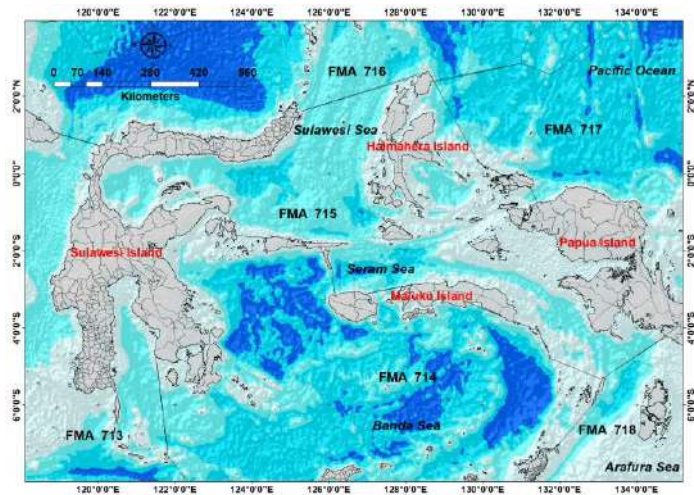 120°0'0"E 122°0'0"E 124°0'0"E 126°0'0"E 128°0'0"E 130°0'0"E 132°0'0"E 134°0'0"E
FMA 716
Pacific Ocean
0 70 140 280 420 560
Kilometers
2°0'0"N
2°0'0"N
Sulawesi Sea
FMA 717
Halmahera Island
0°0'0"
0°0'0"
FMA 715
Sulawesi Island
Papua Island
2°0'0"S
2°0'0"S
Seram Sea
Maluku Island
4°0'0"S
4°0'0"S
FMA 714
6°0'0"S
6°0'0"S
Banda Sea
FMA 713
FMA 718
Arafura Sea
120°0'0"E 122°0'0"E 124°0'0"E 126°0'0"E 128°0'0"E 130°0'0"E 132°0'0"E 134°0'0"E